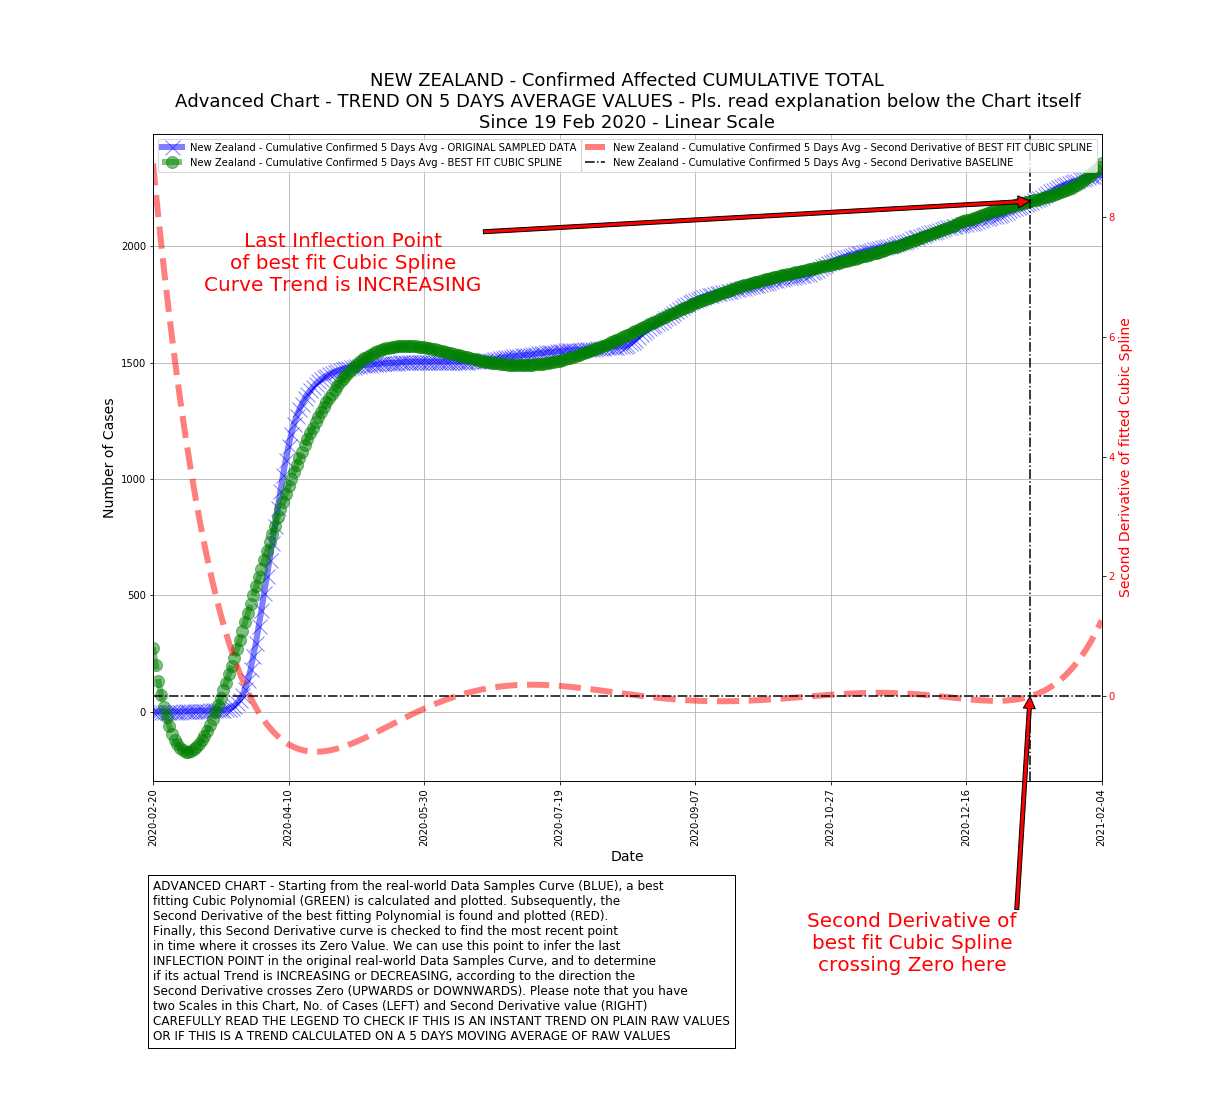 NEW ZEALAND - Confirmed Affected CUMULATIVE TOTAL
Advanced Chart - TREND ON 5 DAYS AVERAGE VALUES - Pls. read explanation below the Chart itself
Since 19 Feb 2020 - Linear Scale
New Zealand - Cumulative Confirmed 5 Days Avg - ORIGINAL SAMPLED DATA
New Zealand - Cumulative Confirmed 5 Days Avg - BEST FIT CUBIC SPLINE
New Zealand - Cumulative Confirmed 5 Days Avg - Second Derivative of BEST FIT CUBIC SPLINE
New Zealand - Cumulative Confirmed 5 Days Avg - Second Derivative BASELINE
Last Inflection Point
of best fit Cubic Spline
Curve Trend is INCREASING
Number of Cases
2000
1500
1000
500
0
8
6
4
2
0
Second Derivative of fitted Cubic Spline
2020-02-20
2020-04-10
2020-05-30
2020-07-19
2020-09-07
2020-10-27
2020-12-16
2021-02-04
Date
ADVANCED CHART - Starting from the real-world Data Samples Curve (BLUE), a best
fitting Cubic Polynomial (GREEN) is calculated and plotted. Subsequently, the
Second Derivative of the best fitting Polynomial is found and plotted (RED).
Finally, this Second Derivative curve is checked to find the most recent point
in time where it crosses its Zero Value. We can use this point to infer the last
INFLECTION POINT in the original real-world Data Samples Curve, and to determine
if its actual Trend is INCREASING or DECREASING, according to the direction the
Second Derivative crosses Zero (UPWARDS or DOWNWARDS). Please note that you have
two Scales in this Chart, No. of Cases (LEFT) and Second Derivative value (RIGHT)
CAREFULLY READ THE LEGEND TO CHECK IF THIS IS AN INSTANT TREND ON PLAIN RAW VALUES
OR IF THIS IS A TREND CALCULATED ON A 5 DAYS MOVING AVERAGE OF RAW VALUES
Second Derivative of
best fit Cubic Spline
crossing Zero here